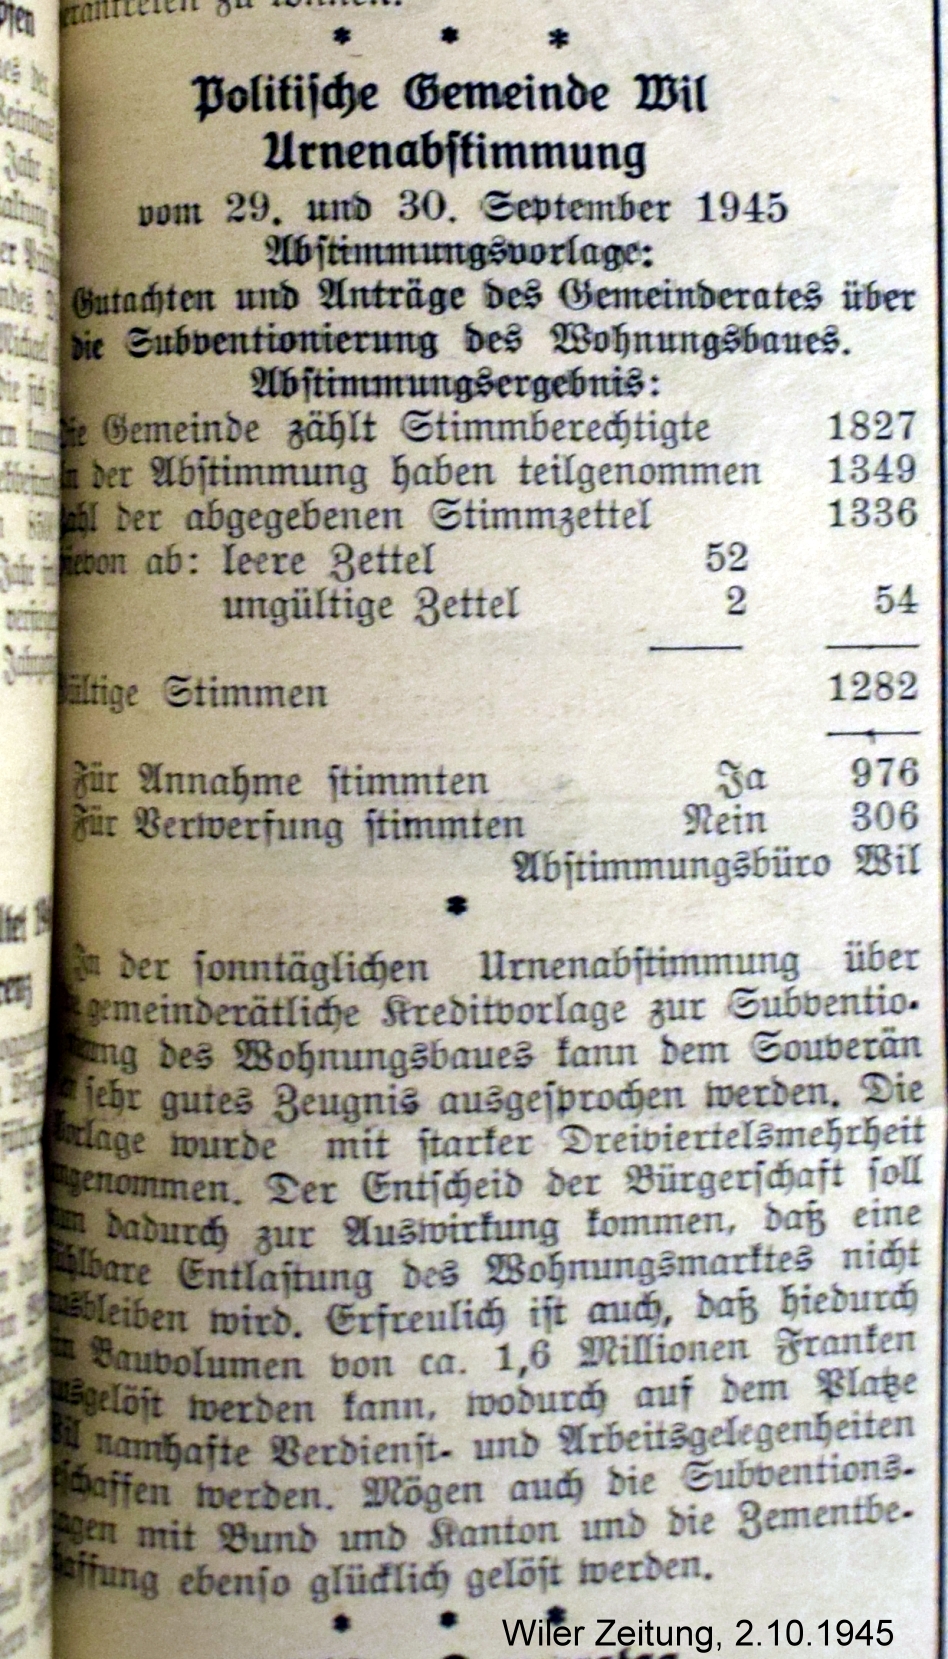 * * *
Politische Gemeinde Wil
Urnenabstimmung
vom 29. und 30. September 1945
Abstimmungsvorlage:
Gutachten und Anträge des Gemeinderates über
die Subventionierung des Wohnungsbaues.
Abstimmungsergebnis:
Die Gemeinde zählt Stimmberechtigte 1827
der Abstimmung haben teilgenommen 1349
der abgegebenen Stimmzettel 1336
ab: leere Zettel 52
ungültige Zettel 2 54
Stimmen 1282
Für Annahme stimmten Ja 976
Für Verwerfung stimmten Nein 306
Abstimmungsbüro Wil
*
In der sonntäglichen Urnenabstimmung über
gemeinderätliche Kreditvorlage zur Subventio-
des Wohnungsbaues kann dem Souverän
sehr gutes Zeugnis ausgesprochen werden. Die
wurde mit starker Dreiviertelsmehrheit
Der Entscheid der Bürgerschaft soll
dadurch zur Auswirkung kommen, daß eine
Entlastung des Wohnungsmarktes nicht
wird. Erfreulich ist auch, daß hiedurch
Bauvolumen von ca. 1,6 Millionen Franken
werden kann, wodurch auf dem Platze
namhafte Verdienst- und Arbeitsgelegenheiten
werden. Mögen auch die Subventions-
mit Bund und Kanton und die Zementbe-
ebenso glücklich gelöst werden.
* * *
Wiler Zeitung, 2.10.1945